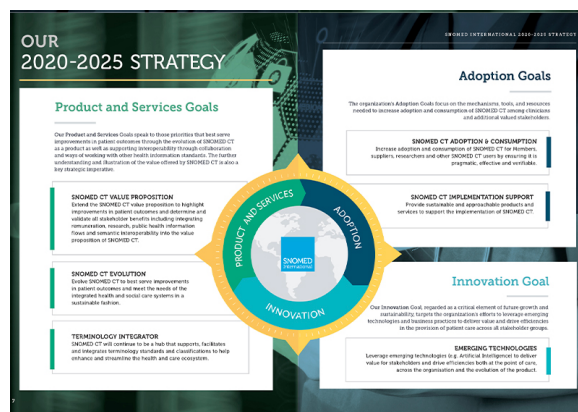 SNOMED INTERNATIONAL 2020-2025 STRATEGY
OUR
2020-2025 STRATEGY
Product and Services Goals
Our Product and Services Goals speak to those priorities that best serve
improvements in patient outcomes through the evolution of SNOMED CT
as a product as well as supporting interoperability through collaboration
and ways of working with other health information standards. The further
understanding and illustration of the value offered by SNOMED CT is also a
key strategic imperative.
SNOMED CT VALUE PROPOSITION
Extend the SNOMED CT value proposition to highlight
improvements in patient outcomes and determine and
validate all stakeholder benefits including integrating
remuneration, research, public health information
flows and semantic interoperability into the value
proposition of SNOMED CT.
SNOMED CT EVOLUTION
Evolve SNOMED CT to best serve improvements
in patient outcomes and meet the needs of the
integrated health and social care systems in a
sustainable fashion.
TERMINOLOGY INTEGRATOR
SNOMED CT will continue to be a hub that supports, facilitates
and integrates terminology standards and classifications to help
enhance and streamline the health and care ecosystem.
7
PRODUCT AND SERVICES
ADOPTION
INNOVATION
SNOMED
International
Adoption Goals
The organization's Adoption Goals focus on the mechanisms, tools, and resources
needed to increase adoption and consumption of SNOMED CT among clinicians
and additional valued stakeholders.
SNOMED CT ADOPTION & CONSUMPTION
Increase adoption and consumption of SNOMED CT for Members,
suppliers, researchers and other SNOMED CT users by ensuring it is
pragmatic, effective and verifiable.
SNOMED CT IMPLEMENTATION SUPPORT
Provide sustainable and approachable products and
services to support the implementation of SNOMED CT.
Innovation Goal
Our Innovation Goal, regarded as a critical element of future growth and
sustainability, targets the organization's efforts to leverage emerging
technologies and business practices to deliver value and drive efficiencies
in the provision of patient care across all stakeholder groups.
EMERGING TECHNOLOGIES
Leverage emerging technologies (e.g. Artificial Intelligence) to deliver
value for stakeholders and drive efficiencies both at the point of care,
across the organisation and the evolution of the product.